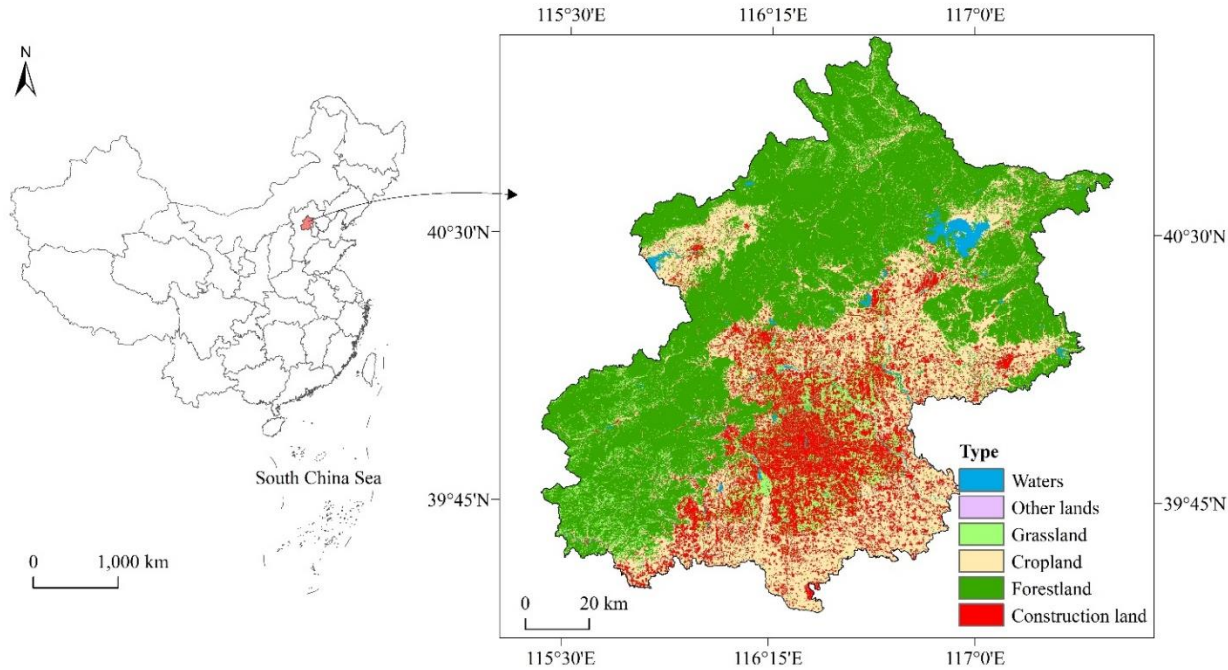 115°30'E 116°15'E 117°0'E
N
40°30'N 40°30'N
South China Sea
39°45'N 39°45'N
0 1,000 km
Type
Waters
Other lands
Grassland
Cropland
Forestland
Construction land
0 20 km
115°30'E 116°15'E 117°0'E